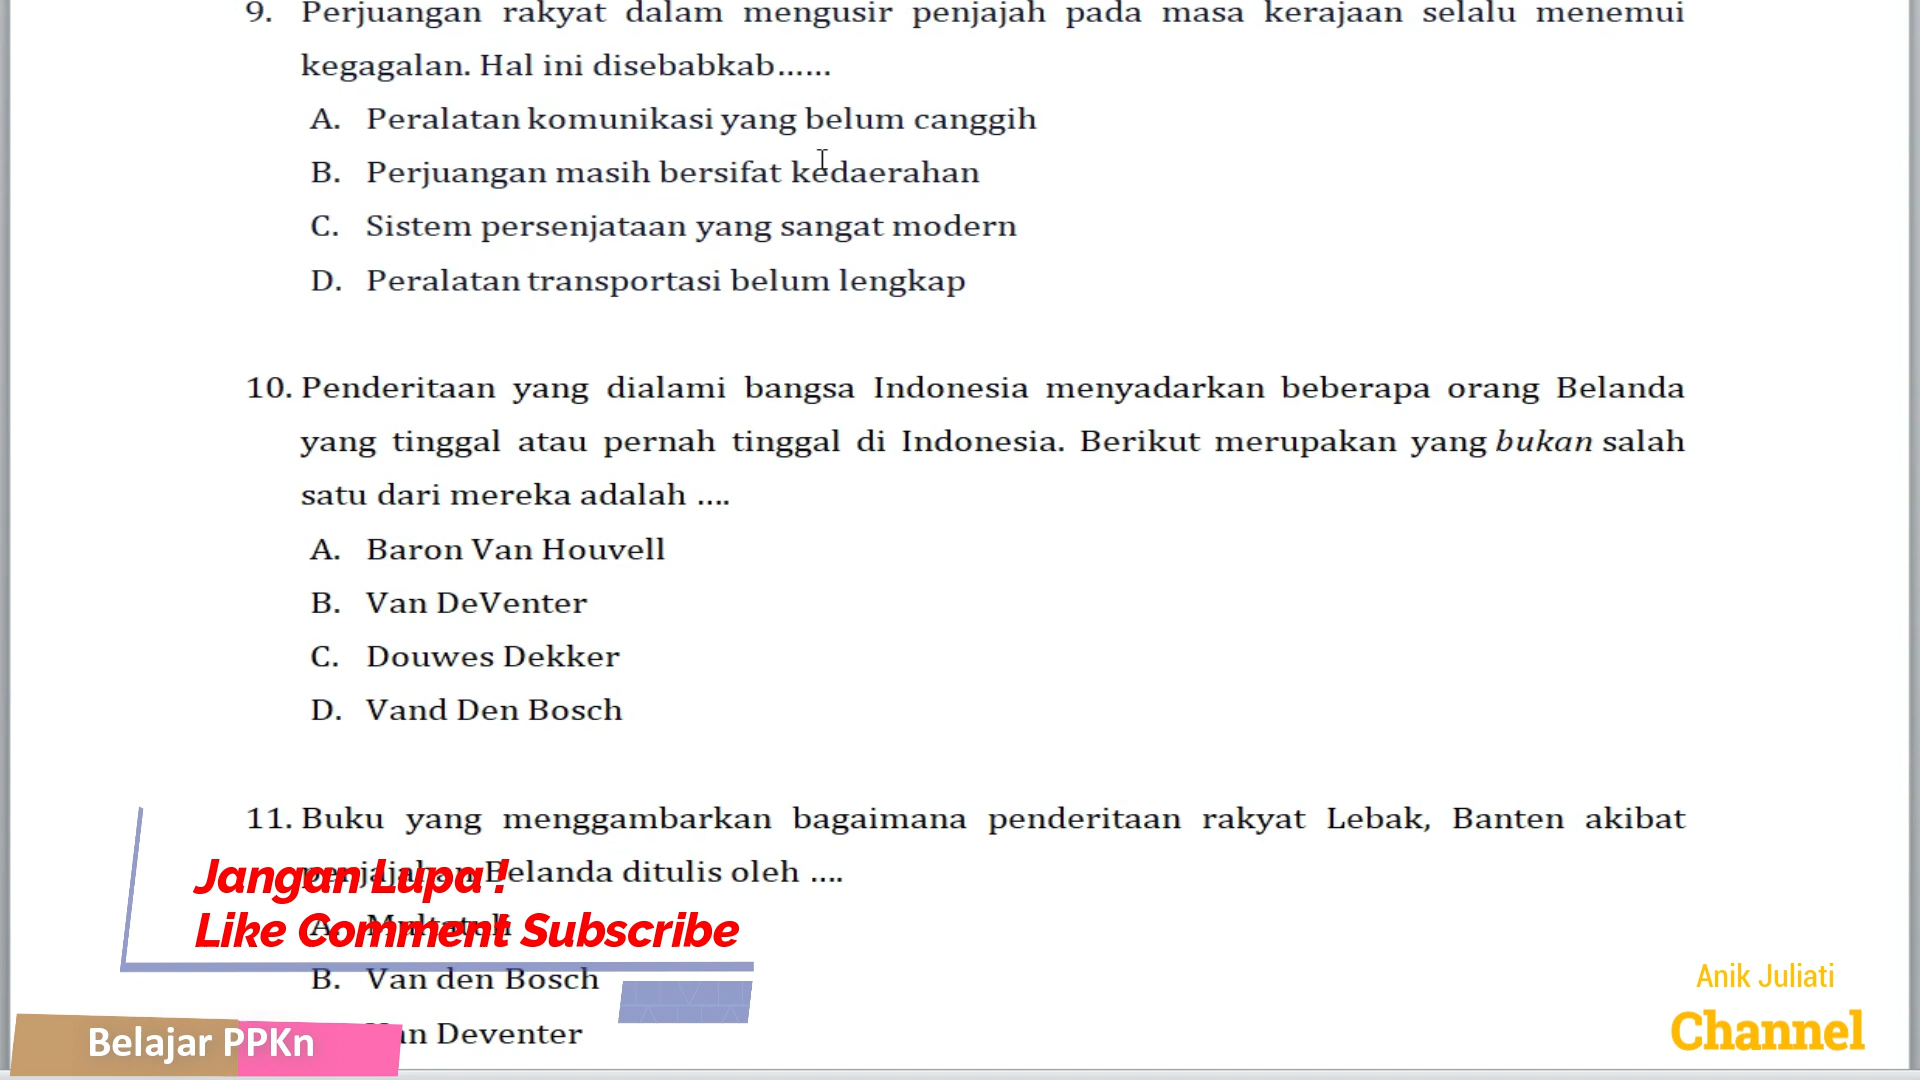 9. Perjuangan rakyat dalam mengusir penjajah pada masa kerajaan selalu menemui
kegagalan. Hal ini disebabkab......
A. Peralatan komunikasi yang belum canggih
B. Perjuangan masih bersifat kedaerahan
C. Sistem persenjataan yang sangat modern
D. Peralatan transportasi belum lengkap
10. Penderitaan yang dialami bangsa Indonesia menyadarkan beberapa orang Belanda
yang tinggal atau pernah tinggal di Indonesia. Berikut merupakan yang bukan salah
satu dari mereka adalah ....
A. Baron Van Houvell
B. Van DeVenter
C. Douwes Dekker
D. Vand Den Bosch
11. Buku yang menggambarkan bagaimana penderitaan rakyat Lebak, Banten akibat
penjajahan Belanda ditulis oleh ....
Jangan Lupa !
A. Multatuli
Like Comment Subscribe
B. Van den Bosch
Van Deventer
Belajar PPKn
Anik Juliati
Channel